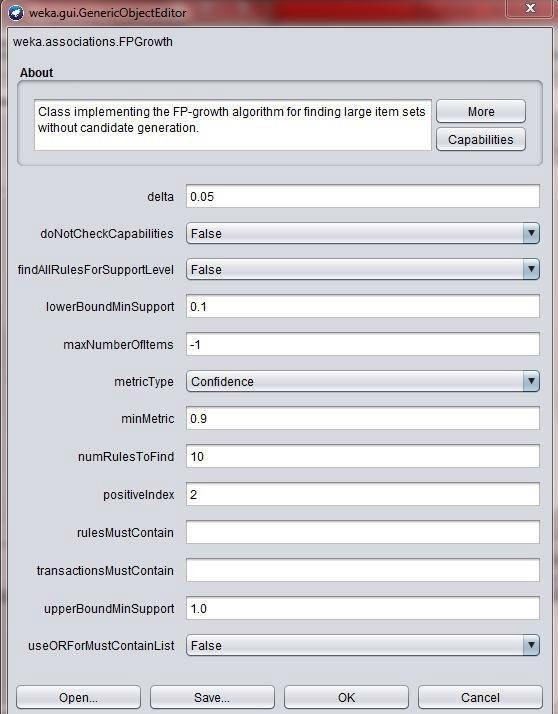 weka.gui.GenericObjectEditor
weka.associations.FPGrowth
About
Class implementing the FP-growth algorithm for finding large item sets
without candidate generation.
More
Capabilities
delta 0.05
doNotCheckCapabilities False
findAllRulesForSupportLevel False
lowerBoundMinSupport 0.1
maxNumberOfItems -1
metricType Confidence
minMetric 0.9
numRulesToFind 10
positiveIndex 2
rulesMustContain
transactionsMustContain
upperBoundMinSupport 1.0
useORForMustContainList False
Open... Save... OK Cancel